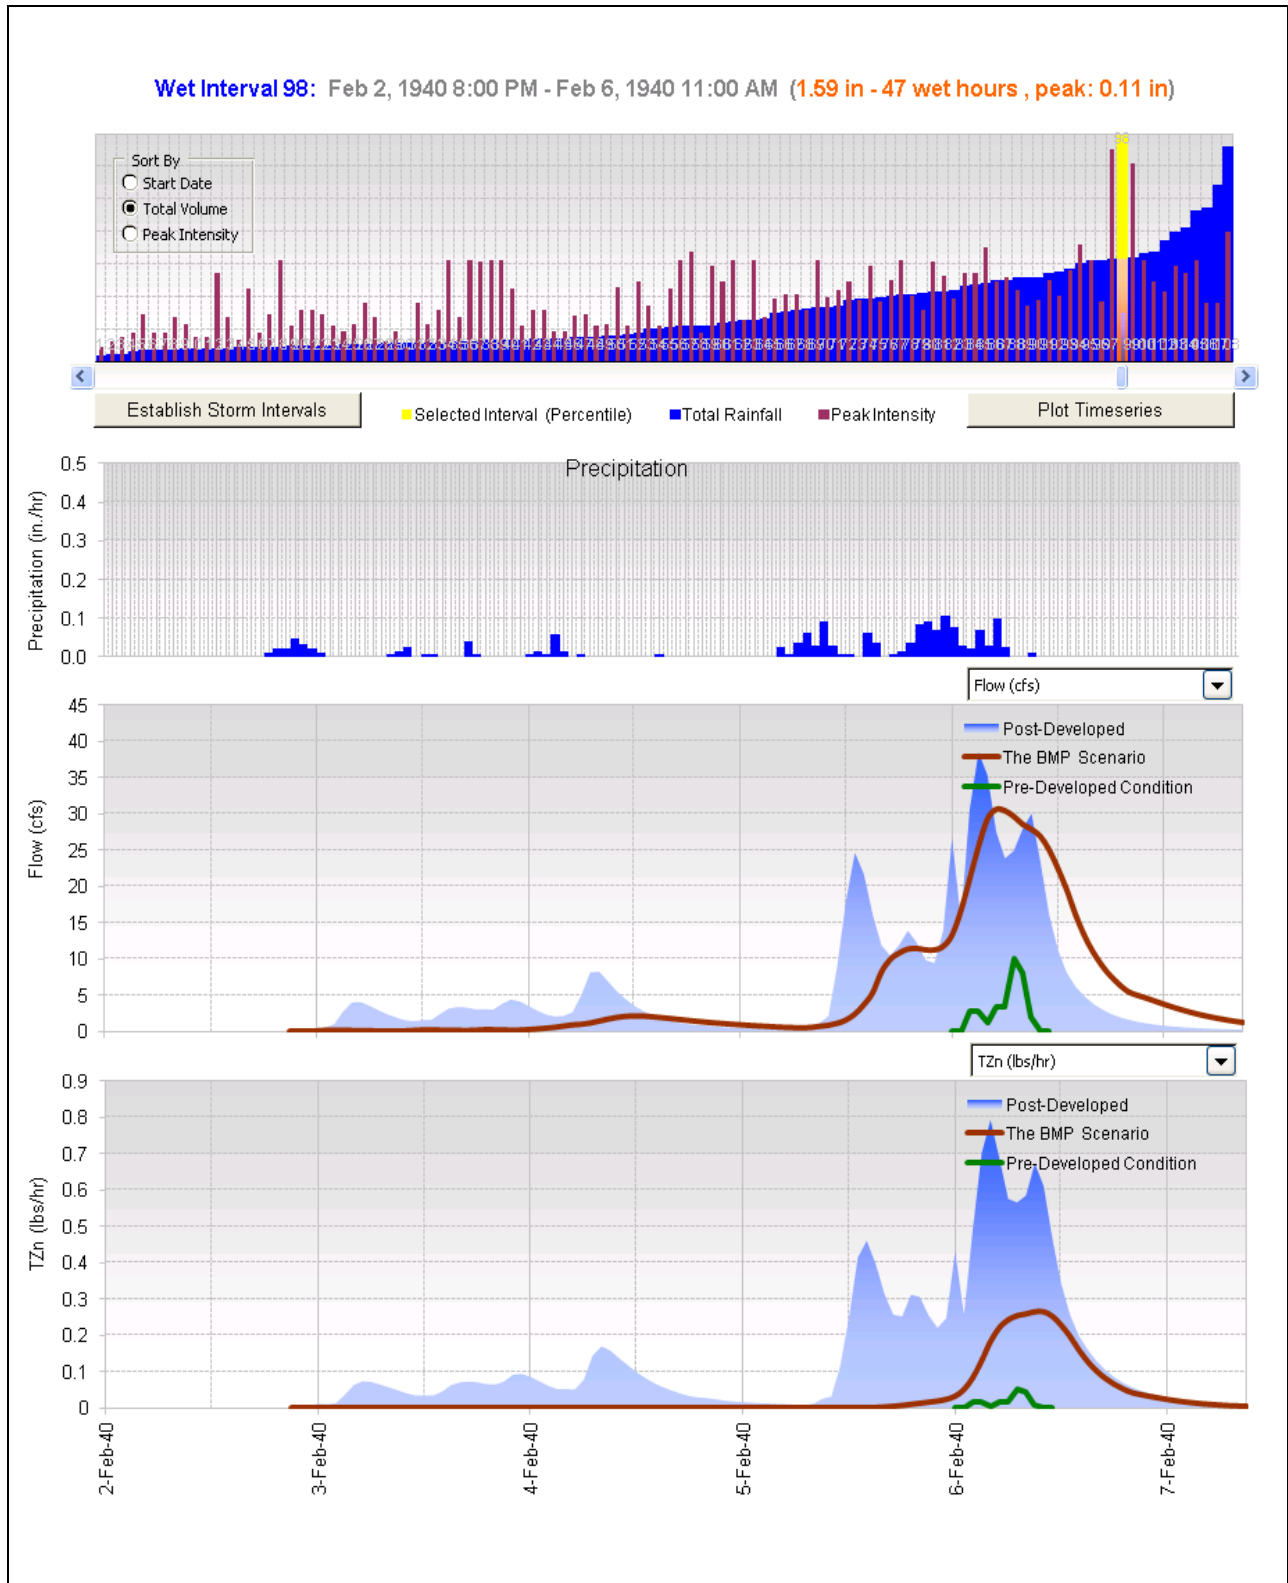 Wet Interval 98: Feb 2, 1940 8:00 PM - Feb 6, 1940 11:00 AM (1.59 in - 47 wet hours , peak: 0.11 in)
98
Sort By
Start Date
Total Volume
Peak Intensity
Establish Storm Intervals
Selected Interval (Percentile)
Total Rainfall
Peak Intensity
Plot Timeseries
Precipitation
Precipitation (in./hr)
0.5
0.4
0.3
0.2
0.1
0.0
Flow (cfs)
Flow (cfs)
45
40
35
30
25
20
15
10
5
0
Post-Developed
The BMP Scenario
Pre-Developed Condition
TZn (lbs/hr)
TZn (lbs/hr)
0.9
0.8
0.7
0.6
0.5
0.4
0.3
0.2
0.1
0
Post-Developed
The BMP Scenario
Pre-Developed Condition
2-Feb-40
3-Feb-40
4-Feb-40
5-Feb-40
6-Feb-40
7-Feb-40